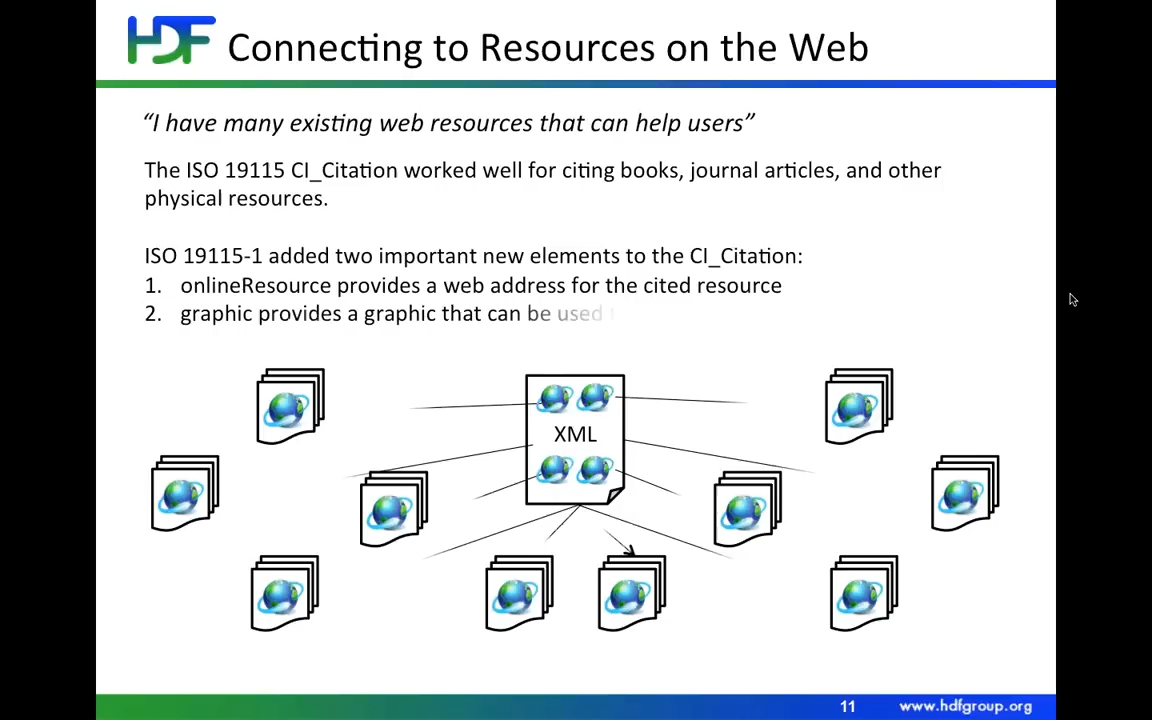 HDF Connecting to Resources on the Web
“I have many existing web resources that can help users”
The ISO 19115 CI_Citation worked well for citing books, journal articles, and other
physical resources.
ISO 19115-1 added two important new elements to the CI_Citation:
1. onlineResource provides a web address for the cited resource
2. graphic provides a graphic that can be used
XML
11 www.hdfgroup.org